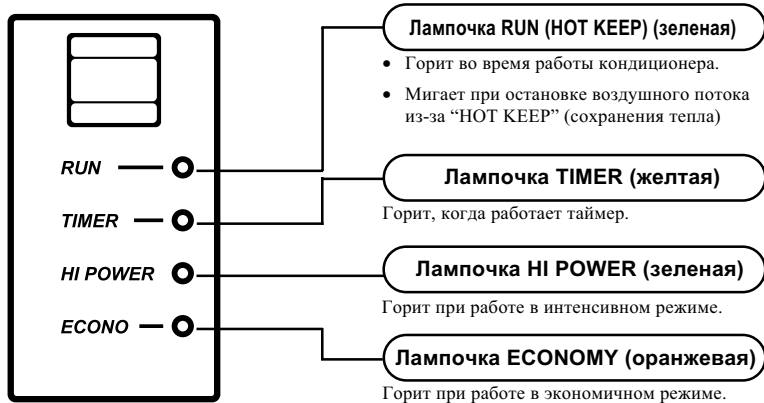 Лампочка RUN (HOT KEEP) (зеленая)
• Горит во время работы кондиционера.
• Мигает при остановке воздушного потока
из-за “HOT KEEP” (сохранения тепла)
RUN
Лампочка TIMER (желтая)
TIMER
Горит, когда работает таймер.
HI POWER
Лампочка HI POWER (зеленая)
Горит при работе в интенсивном режиме.
ECONO
Лампочка ECONOMY (оранжевая)
Горит при работе в экономичном режиме.